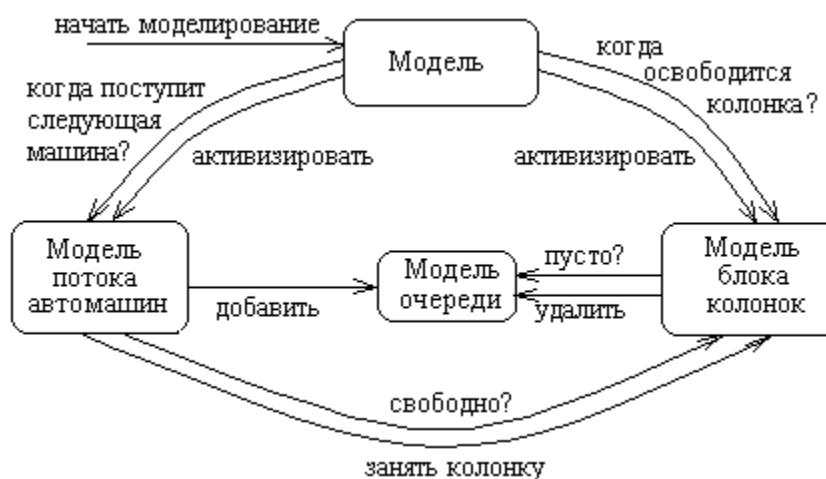 начать моделирование
Модель
когда
освободится
колонка?
когда поступит
следующая
машина?
активизировать
активизировать
Модель
потока
автомашин
добавить
Модель
очереди
пусто?
удалить
Модель
блока
колонок
свободно?
занять колонку